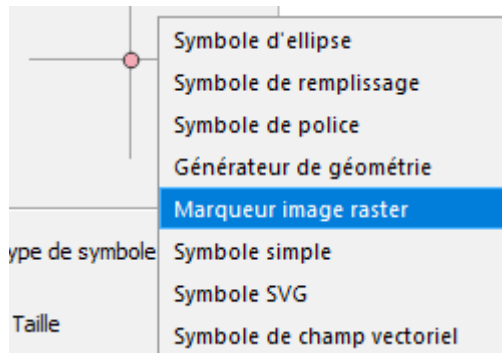 Symbole d'ellipse
Symbole de remplissage
Symbole de police
Générateur de géométrie
Marqueur image raster
ype de symbole
Symbole simple
Symbole SVG
Taille
Symbole de champ vectoriel